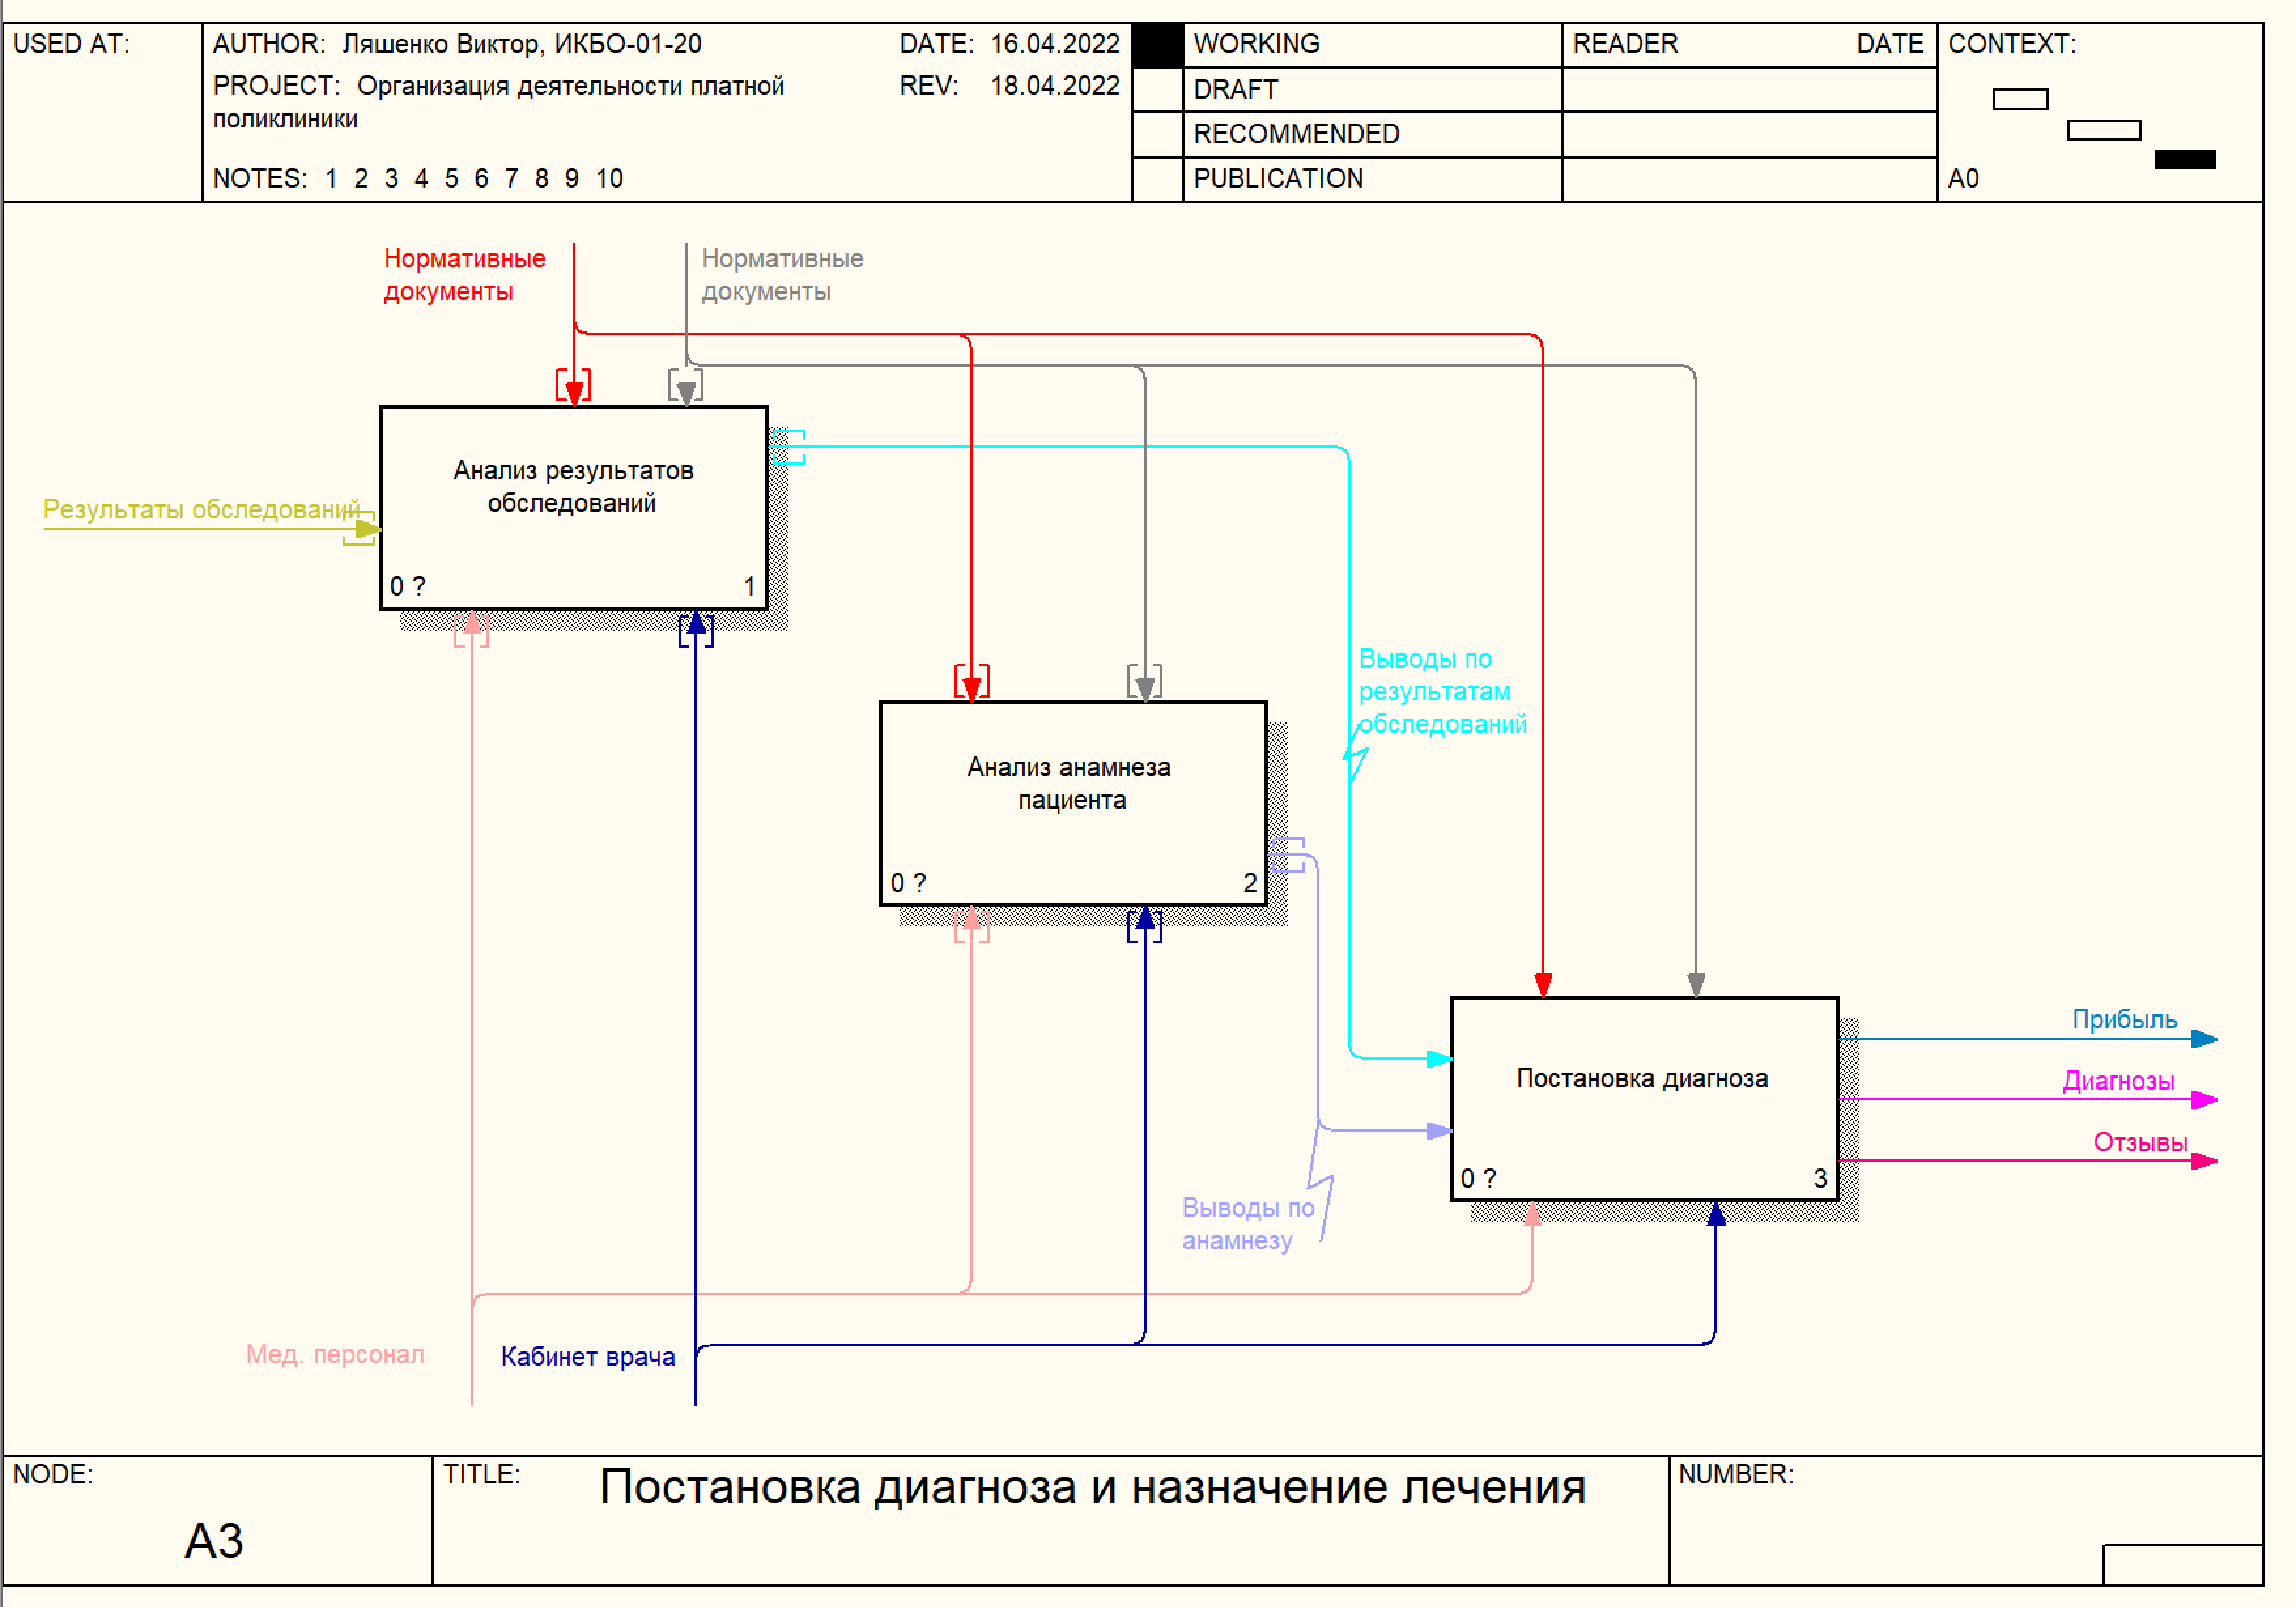 USED AT:
AUTHOR: Ляшенко Виктор, ИКБО-01-20
DATE: 16.04.2022
PROJECT: Организация деятельности платной
поликлиники
REV: 18.04.2022
NOTES: 1 2 3 4 5 6 7 8 9 10
WORKING
DRAFT
RECOMMENDED
PUBLICATION
READER DATE
CONTEXT:
A0
Нормативные
документы
Нормативные
документы
Результаты обследований
Анализ результатов
обследований
0 ? 1
Выводы по
результатам
обследований
Анализ анамнеза
пациента
0 ? 2
Прибыль
Постановка диагноза
Диагнозы
Отзывы
0 ? 3
Выводы по
анамнезу
Мед. персонал
Кабинет врача
NODE:
A3
TITLE:
Постановка диагноза и назначение лечения
NUMBER: